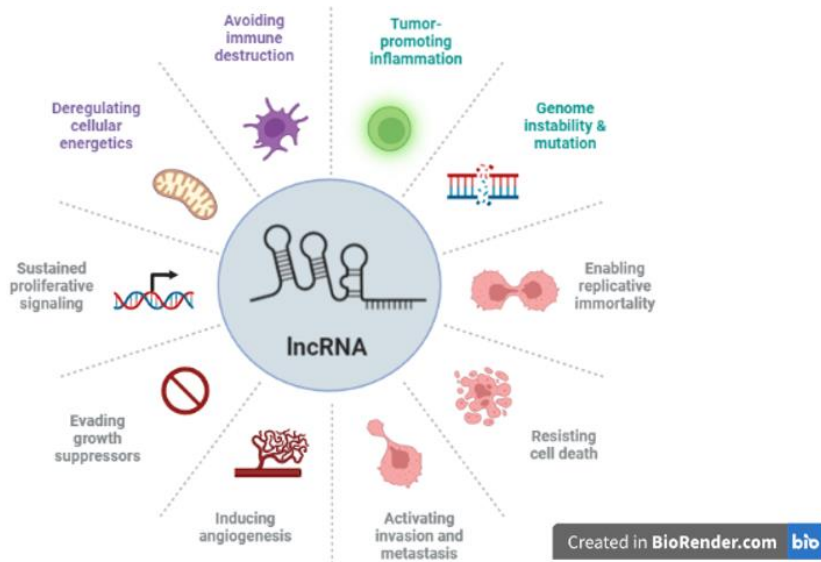 Avoiding
immune
destruction
Tumor-
promoting
inflammation
Deregulating
cellular
energetics
Genome
instability &
mutation
Sustained
proliferative
signaling
Enabling
replicative
immortality
lncRNA
Evading
growth
suppressors
Resisting
cell death
Inducing
angiogenesis
Activating
invasion and
metastasis
Created in BioRender.com bio